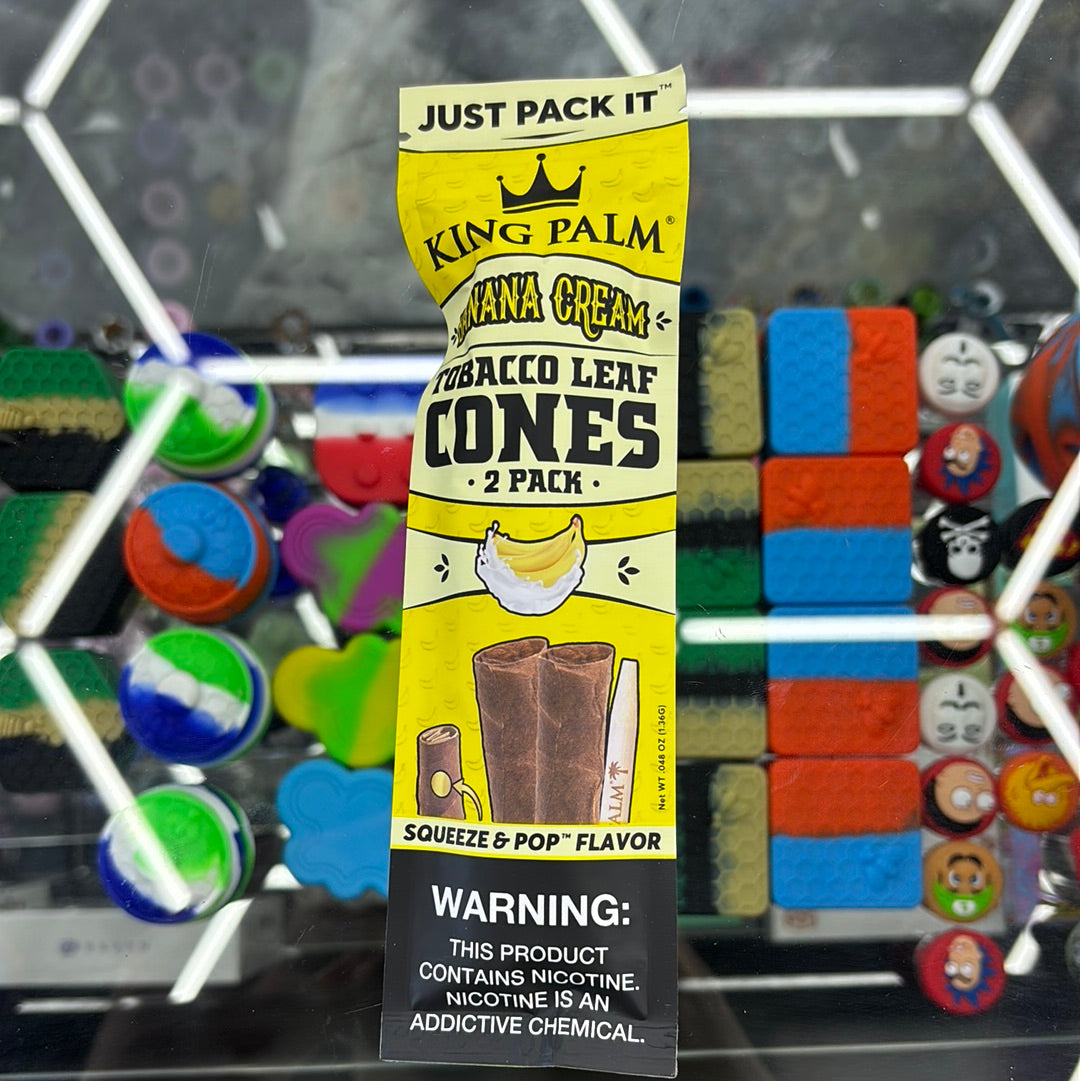 JUST PACK IT™
KING PALM®
BANANA CREAM
TOBACCO LEAF
CONES
· 2 PACK ·
PALM
Net WT .048 OZ (1.36G)
SQUEEZE & POP™ FLAVOR
WARNING:
THIS PRODUCT
CONTAINS NICOTINE.
NICOTINE IS AN
ADDICTIVE CHEMICAL.